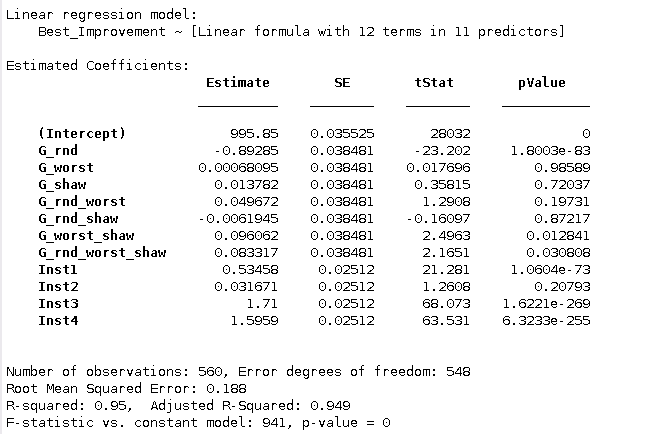 Linear regression model:
Best_Improvement ~ [Linear formula with 12 terms in 11 predictors]
Estimated Coefficients:
Estimate SE tStat pValue
(Intercept) 995.85 0.035525 28032 0
G_rnd -0.89285 0.038481 -23.202 1.8003e-83
G_worst 0.00068095 0.038481 0.017696 0.98589
G_shaw 0.013782 0.038481 0.35815 0.72037
G_rnd_worst 0.049672 0.038481 1.2908 0.19731
G_rnd_shaw -0.0061945 0.038481 -0.16097 0.87217
G_worst_shaw 0.096062 0.038481 2.4963 0.012841
G_rnd_worst_shaw 0.083317 0.038481 2.1651 0.030808
Inst1 0.53458 0.02512 21.281 1.0604e-73
Inst2 0.031671 0.02512 1.2608 0.20793
Inst3 1.71 0.02512 68.073 1.6221e-269
Inst4 1.5959 0.02512 63.531 6.3233e-255
Number of observations: 560, Error degrees of freedom: 548
Root Mean Squared Error: 0.188
R-squared: 0.95, Adjusted R-Squared: 0.949
F-statistic vs. constant model: 941, p-value = 0